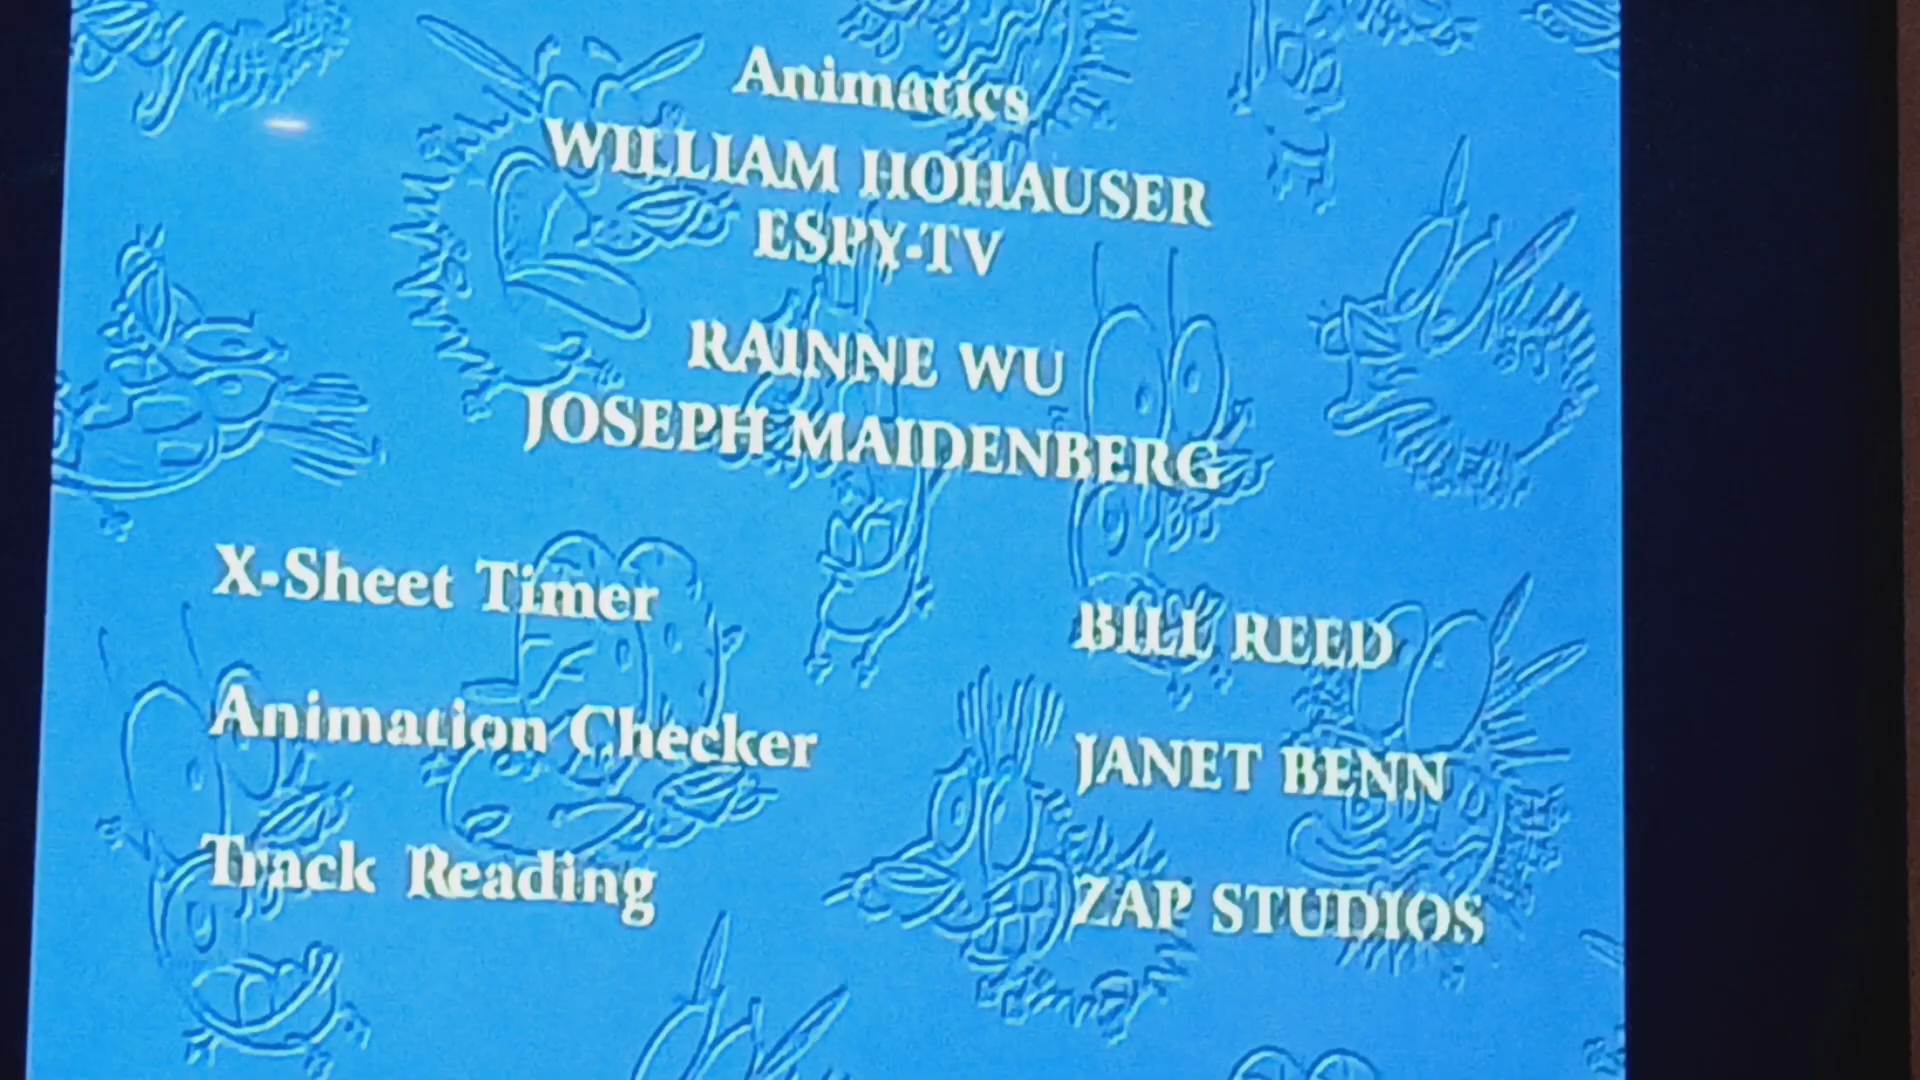 Animatics
WILLIAM HOHAUSER
ESPY-TV
RAINNE WU
JOSEPH MAIDENBERG
X-Sheet Timer BILL REED
Animation Checker JANET BENN
Track Reading ZAP STUDIOS